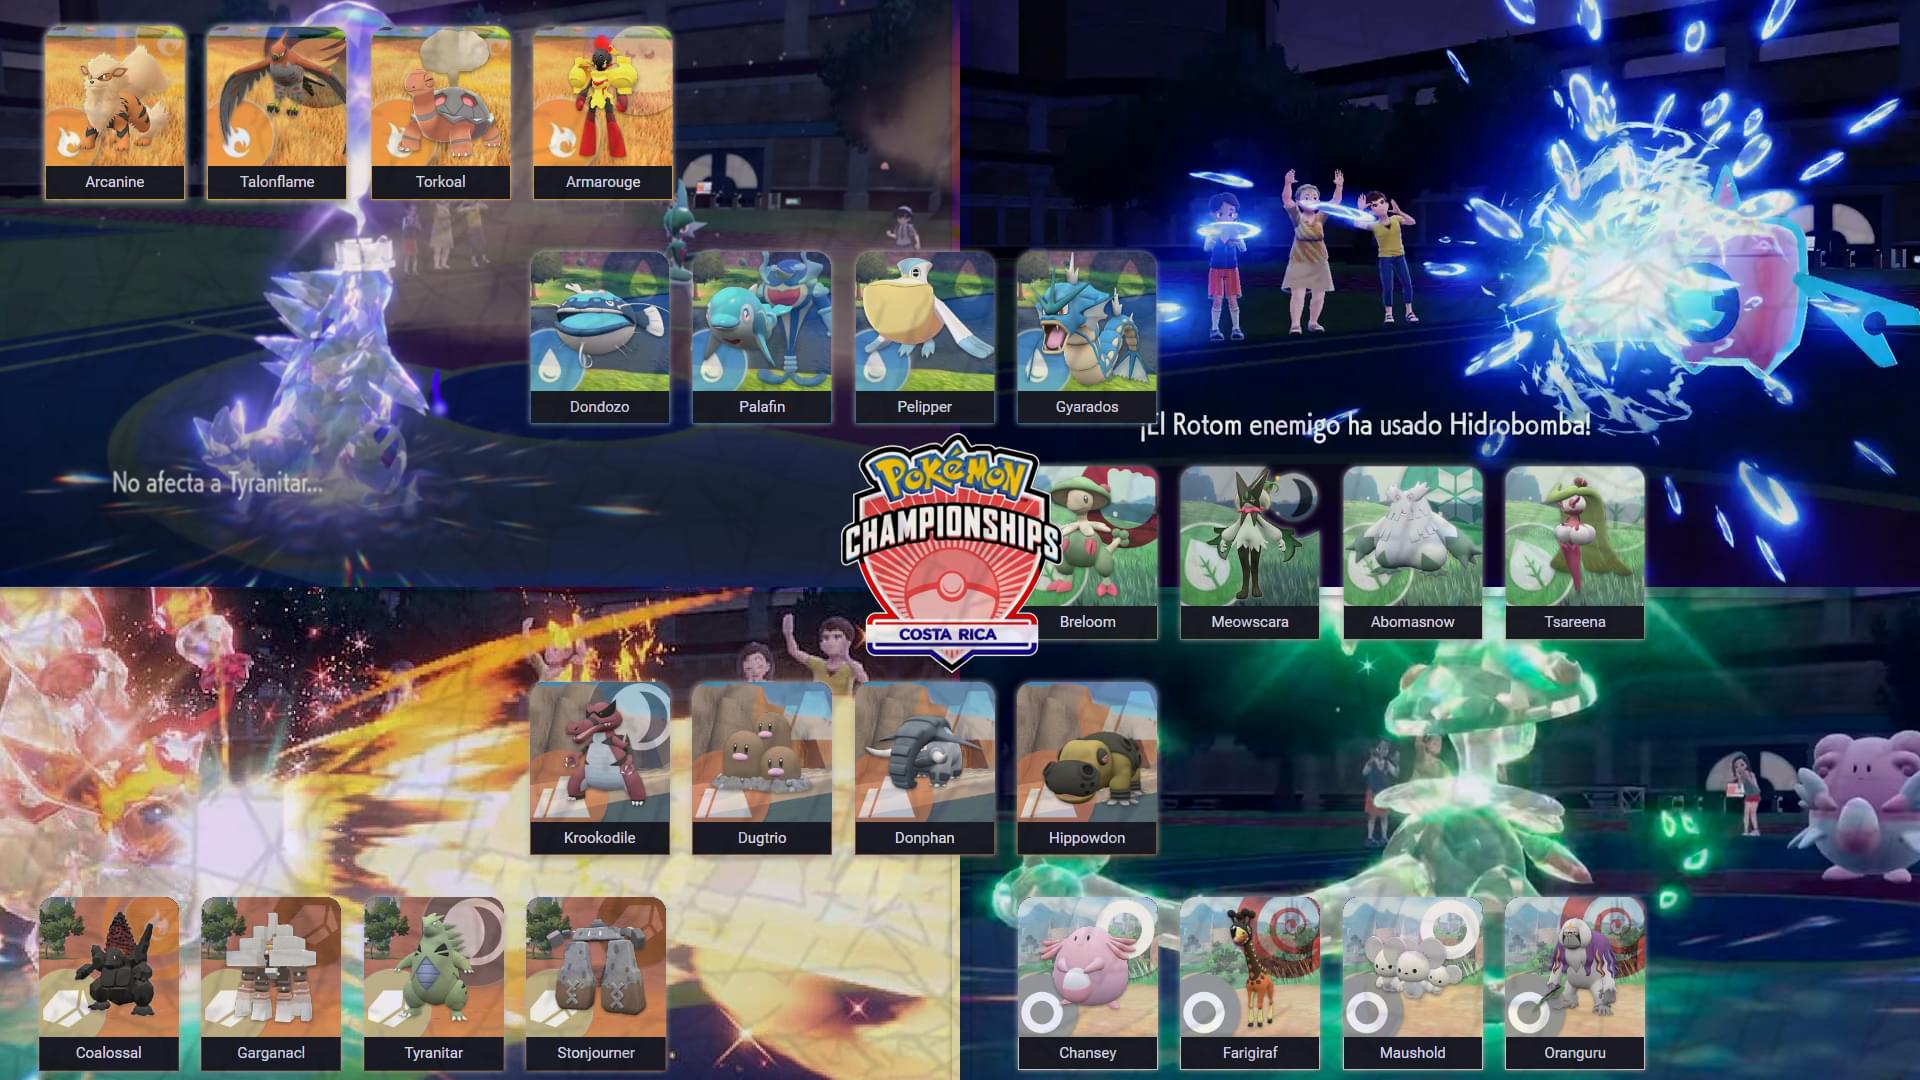 Arcanine
Talonflame
Torkoal
Armarouge
Dondozo
Palafin
Pelipper
Gyarados
¡El Rotom enemigo ha usado Hidrobomba!
No afecta a Tyranitar...
POKéMON
CHAMPIONSHIPS
COSTA RICA
Breloom
Meowscara
Abomasnow
Tsareena
Krookodile
Dugtrio
Donphan
Hippowdon
Coalossal
Garganacl
Tyranitar
Stonjourner
Chansey
Farigiraf
Maushold
Oranguru